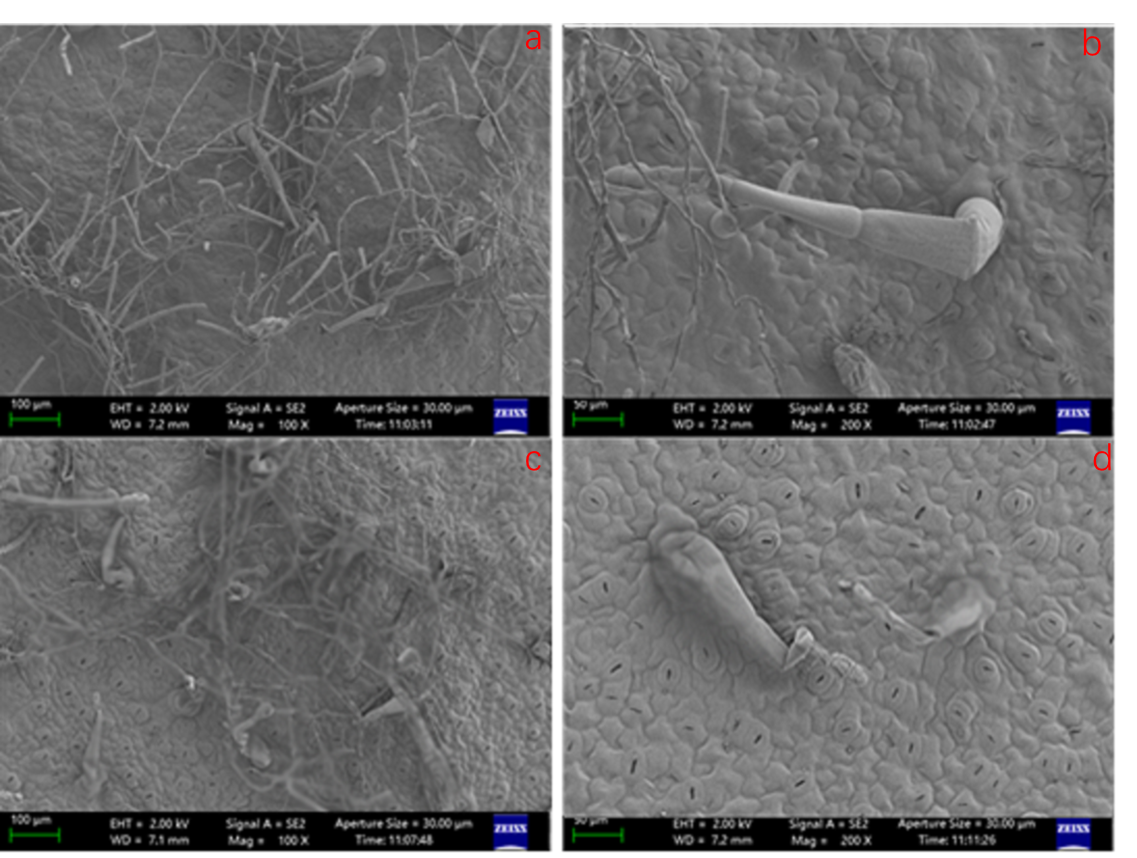 a
b
100 µm
EHT = 2.00 kV
Signal A = SE2
Aperture Size = 30.00 µm
ZEISS
WD = 7.2 mm
Mag = 100 X
Time: 11:03:11
50 µm
EHT = 2.00 kV
Signal A = SE2
Aperture Size = 30.00 µm
ZEISS
WD = 7.2 mm
Mag = 200 X
Time: 11:02:47
c
d
100 µm
EHT = 2.00 kV
Signal A = SE2
Aperture Size = 30.00 µm
ZEISS
WD = 7.1 mm
Mag = 100 X
Time: 11:07:48
50 µm
EHT = 2.00 kV
Signal A = SE2
Aperture Size = 30.00 µm
ZEISS
WD = 7.2 mm
Mag = 200 X
Time: 11:11:26